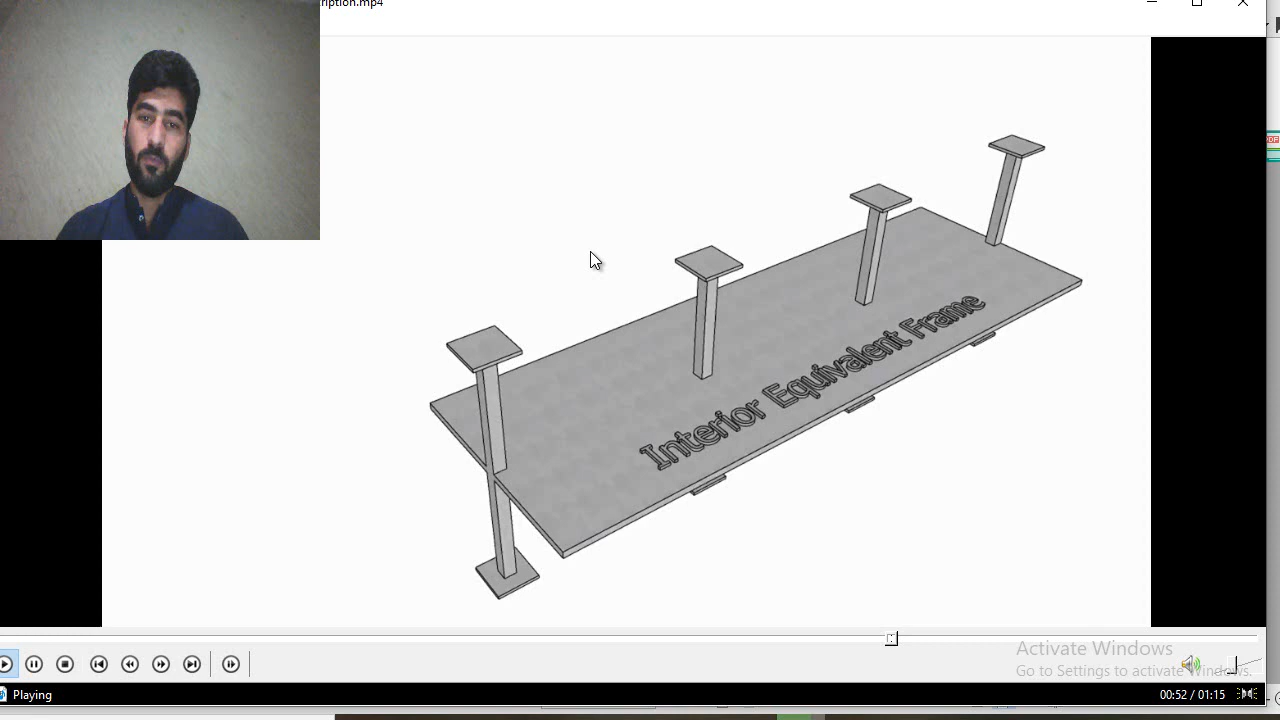 ription.mp4
Interior Equivalent Frame
Activate Windows
Go to Settings to activate Windows.
Playing
00:52 / 01:15